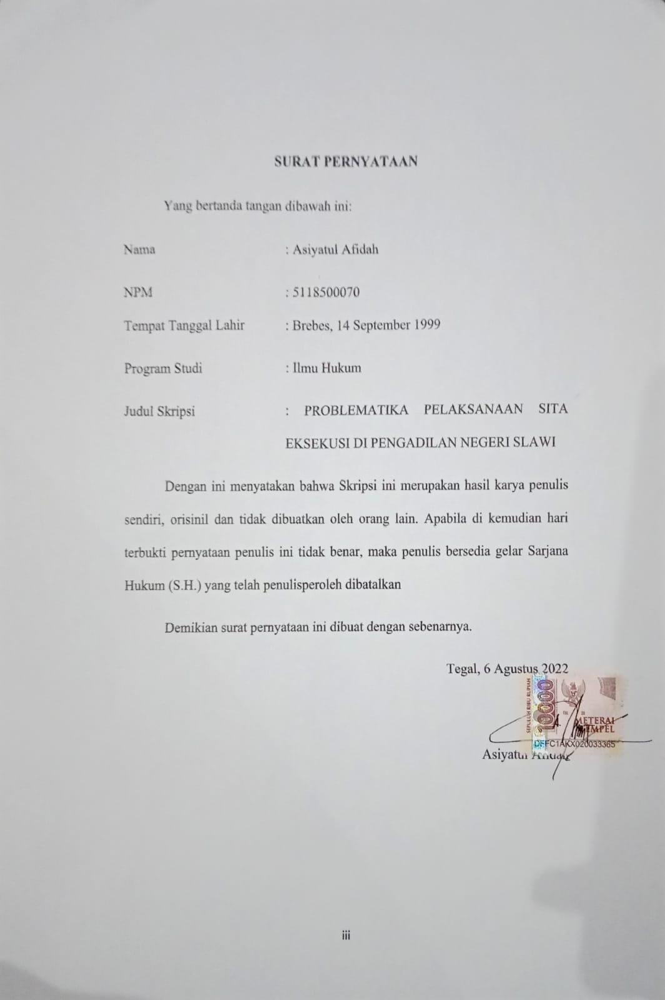 SURAT PERNYATAAN
Yang bertanda tangan dibawah ini:
Nama : Asiyatul Afidah
NPM : 5118500070
Tempat Tanggal Lahir : Brebes, 14 September 1999
Program Studi : Ilmu Hukum
Judul Skripsi : PROBLEMATIKA PELAKSANAAN SITA
EKSEKUSI DI PENGADILAN NEGERI SLAWI
Dengan ini menyatakan bahwa Skripsi ini merupakan hasil karya penulis
sendiri, orisinil dan tidak dibuatkan oleh orang lain. Apabila di kemudian hari
terbukti pernyataan penulis ini tidak benar, maka penulis bersedia gelar Sarjana
Hukum (S.H.) yang telah penulisperoleh dibatalkan
Demikian surat pernyataan ini dibuat dengan sebenarnya.
Tegal, 6 Agustus 2022
SEPULUH RIBU RUPIAH
10000
METERAI
TEMPEL
DFFC1AKX020033365
Asiyatul Afidah
iii